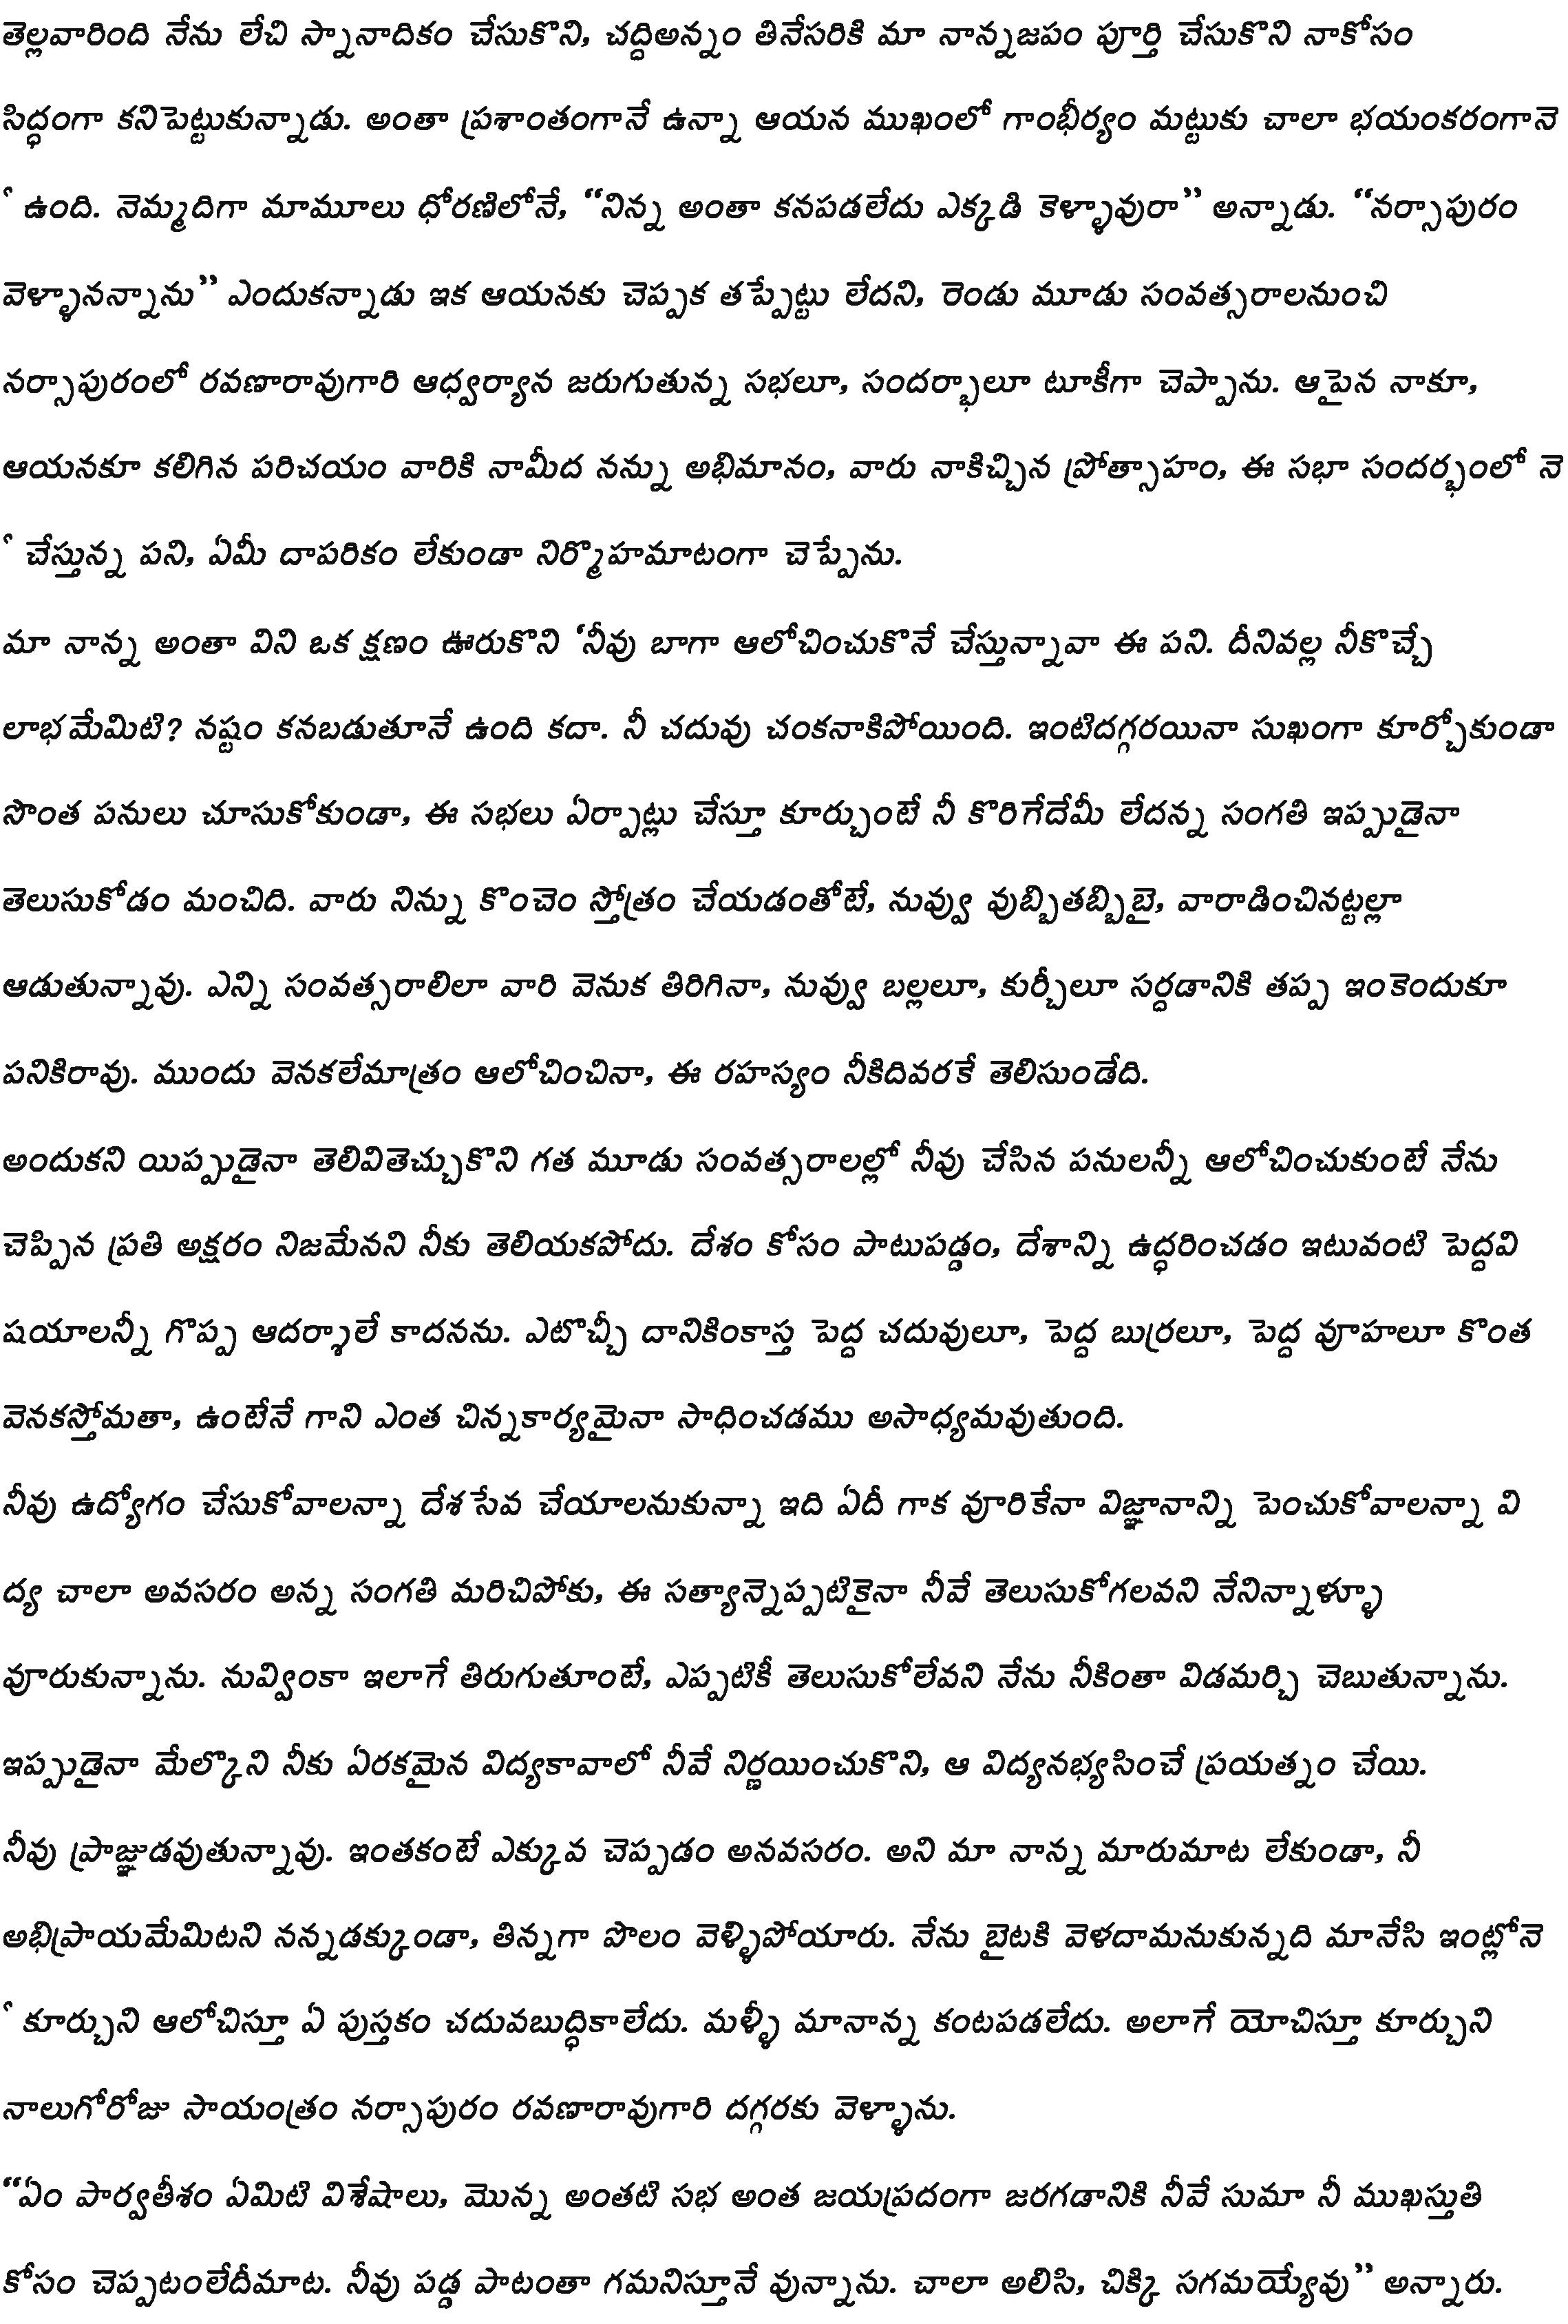 తెల్లవారింది నేను లేచి స్నానాదికం చేసుకొని, చద్దిఅన్నం తినేసరికి మా నాన్నజపం పూర్తి చేసుకొని నాకోసం
సిద్ధంగా కనిపెట్టుకున్నాడు. అంతా ప్రశాంతంగానే ఉన్నా ఆయన ముఖంలో గాంభీర్యం మట్టుకు చాలా భయంకరంగానె
ే ఉంది. నెమ్మదిగా మామూలు ధోరణిలోనే, “నిన్న అంతా కనపడలేదు ఎక్కడి కెళ్ళావురా” అన్నాడు. “నర్సాపురం
వెళ్ళానన్నాను” ఎందుకన్నాడు ఇక ఆయనకు చెప్పక తప్పేట్టు లేదని, రెండు మూడు సంవత్సరాలనుంచి
నర్సాపురంలో రవణారావుగారి ఆధ్వర్యాన జరుగుతున్న సభలూ, సందర్భాలూ టూకీగా చెప్పాను. ఆపైన నాకూ,
ఆయనకూ కలిగిన పరిచయం వారికి నామీద నన్ను అభిమానం, వారు నాకిచ్చిన ప్రోత్సాహం, ఈ సభా సందర్భంలో నె
ే చేస్తున్న పని, ఏమీ దాపరికం లేకుండా నిర్మొహమాటంగా చెప్పేను.
మా నాన్న అంతా విని ఒక క్షణం ఊరుకొని ‘నీవు బాగా ఆలోచించుకొనే చేస్తున్నావా ఈ పని. దీనివల్ల నీకొచ్చే
లాభమేమిటి? నష్టం కనబడుతూనే ఉంది కదా. నీ చదువు చంకనాకిపోయింది. ఇంటిదగ్గరయినా సుఖంగా కూర్చోకుండా
సొంత పనులు చూసుకోకుండా, ఈ సభలు ఏర్పాట్లు చేస్తూ కూర్చుంటే నీ కొరిగేదేమీ లేదన్న సంగతి ఇప్పుడైనా
తెలుసుకోడం మంచిది. వారు నిన్ను కొంచెం స్తోత్రం చేయడంతోటే, నువ్వు వుబ్బితబ్బిబై, వారాడించినట్టల్లా
ఆడుతున్నావు. ఎన్ని సంవత్సరాలిలా వారి వెనుక తిరిగినా, నువ్వు బల్లలూ, కుర్చీలూ సర్దడానికి తప్ప ఇంకెందుకూ
పనికిరావు. ముందు వెనకలేమాత్రం ఆలోచించినా, ఈ రహస్యం నీకిదివరకే తెలిసుండేది.
అందుకని యిప్పుడైనా తెలివితెచ్చుకొని గత మూడు సంవత్సరాలల్లో నీవు చేసిన పనులన్నీ ఆలోచించుకుంటే నేను
చెప్పిన ప్రతి అక్షరం నిజమేనని నీకు తెలియకపోదు. దేశం కోసం పాటుపడ్డం, దేశాన్ని ఉద్ధరించడం ఇటువంటి పెద్దవి
షయాలన్నీ గొప్ప ఆదర్శాలే కాదనను. ఎటొచ్చీ దానికింకాస్త పెద్ద చదువులూ, పెద్ద బుర్రలూ, పెద్ద వూహలూ కొంత
వెనకస్తోమతా, ఉంటేనే గాని ఎంత చిన్నకార్యమైనా సాధించడము అసాధ్యమవుతుంది.
నీవు ఉద్యోగం చేసుకోవాలన్నా దేశసేవ చేయాలనుకున్నా ఇది ఏదీ గాక వూరికేనా విజ్ఞానాన్ని పెంచుకోవాలన్నా వి
ద్య చాలా అవసరం అన్న సంగతి మరిచిపోకు, ఈ సత్యాన్నెప్పటికైనా నీవే తెలుసుకోగలవని నేనిన్నాళ్ళూ
వూరుకున్నాను. నువ్వింకా ఇలాగే తిరుగుతూంటే, ఎప్పటికీ తెలుసుకోలేవని నేను నీకింతా విడమర్చి చెబుతున్నాను.
ఇప్పుడైనా మేల్కొని నీకు ఏరకమైన విద్యకావాలో నీవే నిర్ణయించుకొని, ఆ విద్యనభ్యసించే ప్రయత్నం చేయి.
నీవు ప్రాజ్ఞుడవుతున్నావు. ఇంతకంటే ఎక్కువ చెప్పడం అనవసరం. అని మా నాన్న మారుమాట లేకుండా, నీ
అభిప్రాయమేమిటని నన్నడక్కుండా, తిన్నగా పొలం వెళ్ళిపోయారు. నేను బైటకి వెళదామనుకున్నది మానేసి ఇంట్లోనె
ే కూర్చుని ఆలోచిస్తూ ఏ పుస్తకం చదువబుద్ధికాలేదు. మళ్ళీ మానాన్న కంటపడలేదు. అలాగే యోచిస్తూ కూర్చుని
నాలుగోరోజు సాయంత్రం నర్సాపురం రవణారావుగారి దగ్గరకు వెళ్ళాను.
“ఏం పార్వతీశం ఏమిటి విశేషాలు, మొన్న అంతటి సభ అంత జయప్రదంగా జరగడానికి నీవే సుమా నీ ముఖస్తుతి
కోసం చెప్పటంలేదీమాట. నీవు పడ్డ పాటంతా గమనిస్తూనే వున్నాను. చాలా అలిసి, చిక్కి సగమయ్యేవు” అన్నారు.